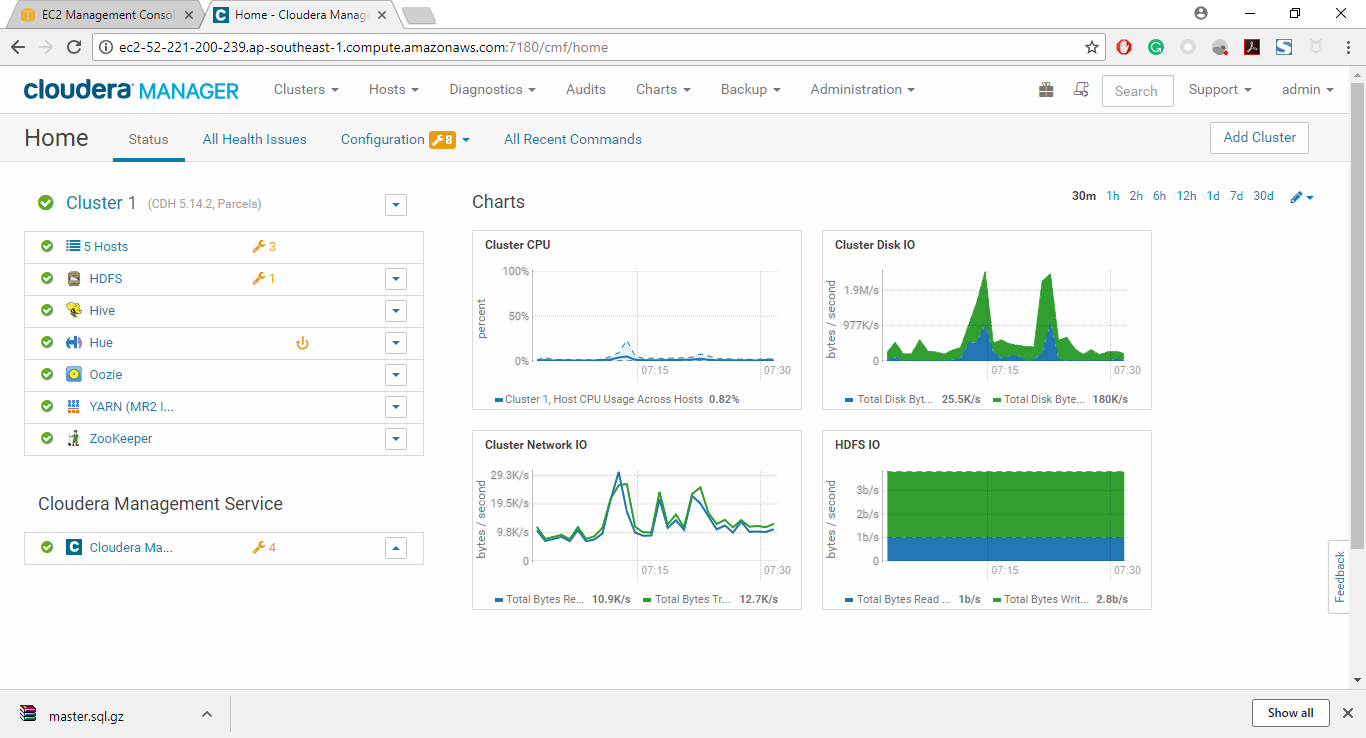 EC2 Management Consol
Home - Cloudera Manag
ec2-52-221-200-239.ap-southeast-1.compute.amazonaws.com:7180/cmf/home
cloudera MANAGER Clusters Hosts Diagnostics Audits Charts Backup Administration Search Support admin
Home Status All Health Issues Configuration 8 All Recent Commands Add Cluster
Cluster 1 (CDH 5.14.2, Parcels)
5 Hosts 3
HDFS 1
Hive
Hue
Oozie
YARN (MR2 I...
ZooKeeper
Cloudera Management Service
Cloudera Ma... 4
Charts
30m 1h 2h 6h 12h 1d 7d 30d
Cluster CPU
percent
100%
50%
0%
07:15 07:30
Cluster 1, Host CPU Usage Across Hosts 0.82%
Cluster Disk IO
bytes / second
1.9M/s
977K/s
0
07:15 07:30
Total Disk Byt... 25.5K/s Total Disk Byte... 180K/s
Cluster Network IO
bytes / second
29.3K/s
19.5K/s
9.8K/s
0
07:15 07:30
Total Bytes Re... 10.9K/s Total Bytes Tr... 12.7K/s
HDFS IO
bytes / second
3b/s
2b/s
1b/s
0
07:15 07:30
Total Bytes Read ... 1b/s Total Bytes Writ... 2.8b/s
Feedback
master.sql.gz
Show all